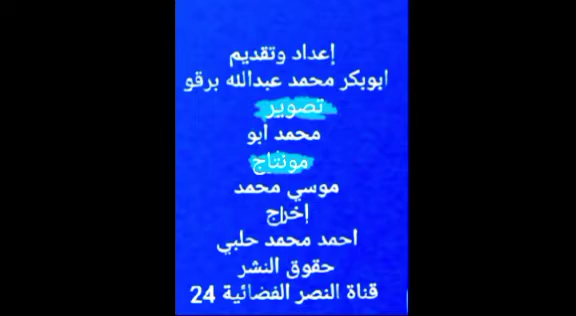 إعداد وتقديم
ابوبكر محمد عبدالله برقو
تصوير
محمد ابو
مونتاج
موسي محمد
إخراج
احمد محمد حلبي
حقوق النشر
قناة النصر الفضائية 24